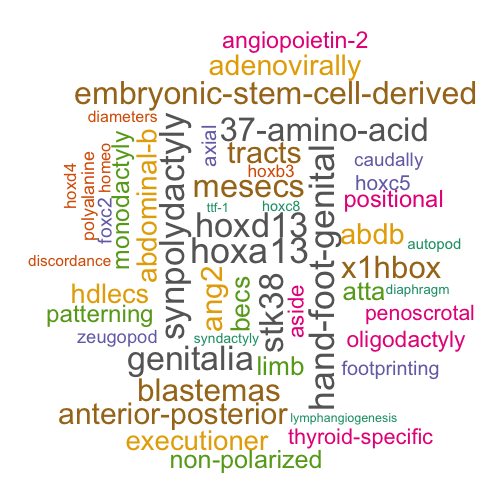 angiopoietin-2
adenovirally
embryonic-stem-cell-derived
diameters
37-amino-acid
axial
tracts
caudally
hoxb3
hoxd4
polyalanine
homeo
foxc2
monodactyly
abdominal-b
synpolydactyly
mesecs
hoxc5
positional
ttf-1
hoxc8
hoxd13
hand-foot-genital
abdb
autopod
discordance
hoxa13
x1hbox
hdlecs
ang2
becs
stk38
aside
atta
diaphragm
patterning
penoscrotal
zeugopod
syndactyly
oligodactyly
genitalia
limb
footprinting
blastemas
anterior-posterior
lymphangiogenesis
executioner
thyroid-specific
non-polarized